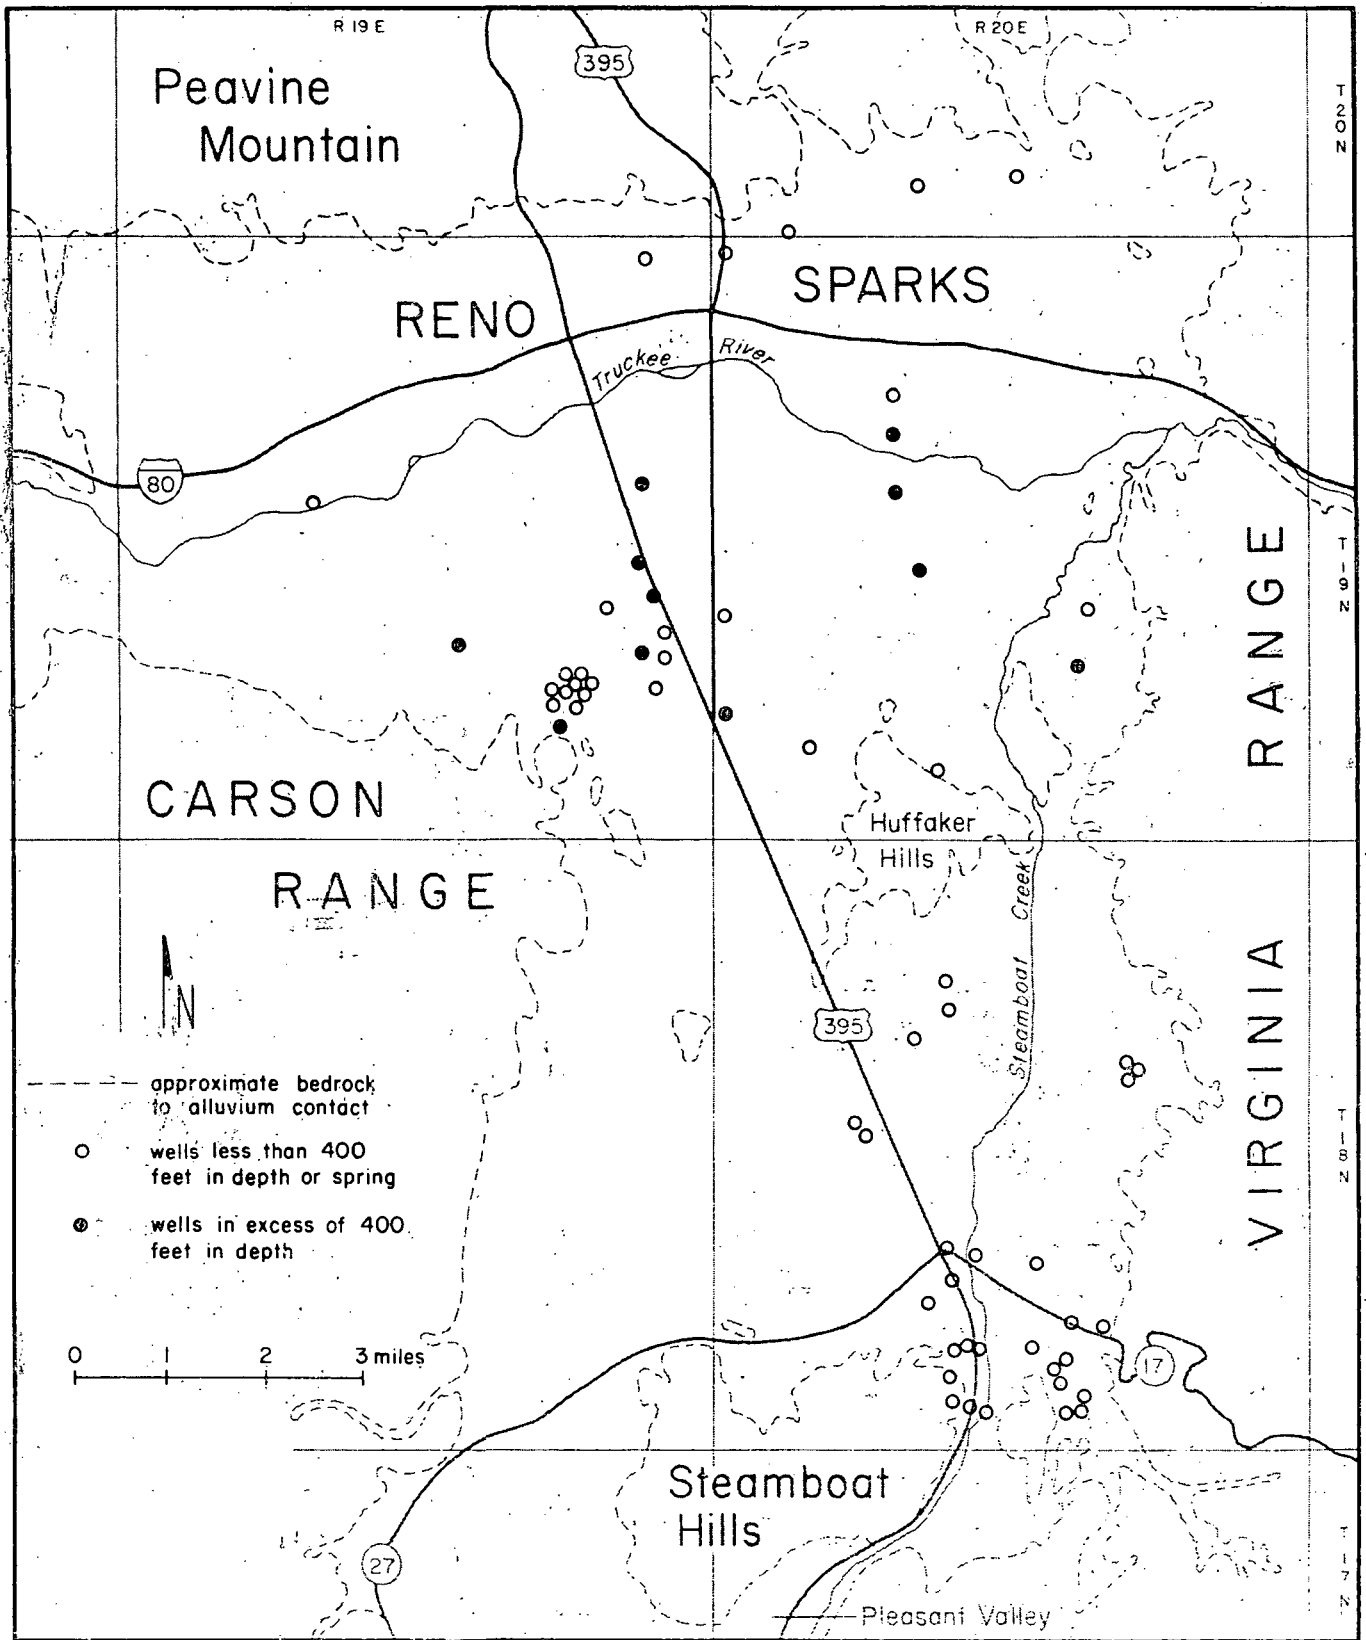 R 19 E
R 20 E
395
Peavine
Mountain
T 20 N
SPARKS
RENO
Truckee River
80
T 19 N
CARSON
RANGE
VIRGINIA RANGE
Huffaker
Hills
Steamboat Creek
N
395
approximate bedrock
to alluvium contact
wells less than 400
feet in depth or spring
wells in excess of 400
feet in depth
T 18 N
0 1 2 3 miles
17
Steamboat
Hills
27
T 17 N
Pleasant Valley